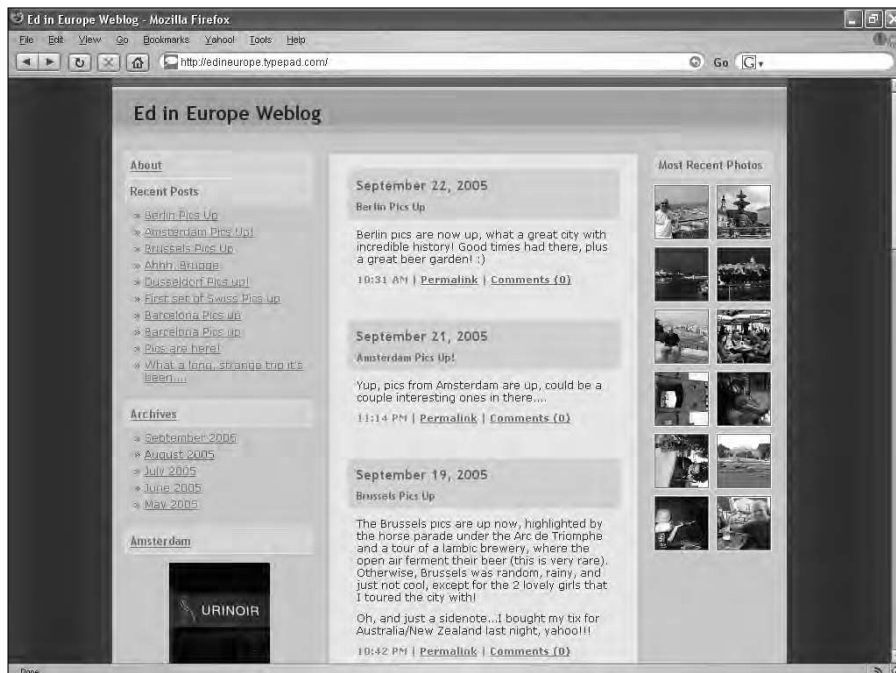 Ed in Europe Weblog - Mozilla Firefox
File Edit View Go Bookmarks Yahoo! Tools Help
http://edineurope.typepad.com/ Go G
Ed in Europe Weblog
About
Recent Posts
» Berlin Pics Up
» Amsterdam Pics Up!
» Brussels Pics Up
» Ahhh, Brugge
» Dusseldorf Pics up!
» First set of Swiss Pics up
» Barcelona Pics up
» Barcelona Pics up
» Pics are here!
» What a long, strange trip it's
been....
Archives
» September 2005
» August 2005
» July 2005
» June 2005
» May 2005
Amsterdam
URINOIR
September 22, 2005
Berlin Pics Up
Berlin pics are now up, what a great city with
incredible history! Good times had there, plus
a great beer garden! :)
10:31 AM | Permalink | Comments (0)
September 21, 2005
Amsterdam Pics Up!
Yup, pics from Amsterdam are up, could be a
couple interesting ones in there....
11:14 PM | Permalink | Comments (0)
September 19, 2005
Brussels Pics Up
The Brussels pics are up now, highlighted by
the horse parade under the Arc de Triomphe
and a tour of a lambic brewery, where the
open air ferment their beer (this is very rare).
Otherwise, Brussels was random, rainy, and
just not cool, except for the 2 lovely girls that
I toured the city with!
Oh, and just a sidenote...I bought my tix for
Australia/New Zealand last night, yahoo!!!
10:42 PM | Permalink | Comments (0)
Most Recent Photos
Done